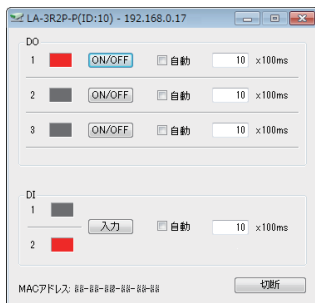 LA-3R2P-P(ID:10) - 192.168.0.17
DO
1 ON/OFF 自動 10 x100ms
2 ON/OFF 自動 10 x100ms
3 ON/OFF 自動 10 x100ms
DI
1
入力 自動 10 x100ms
2
MACアドレス:
切断